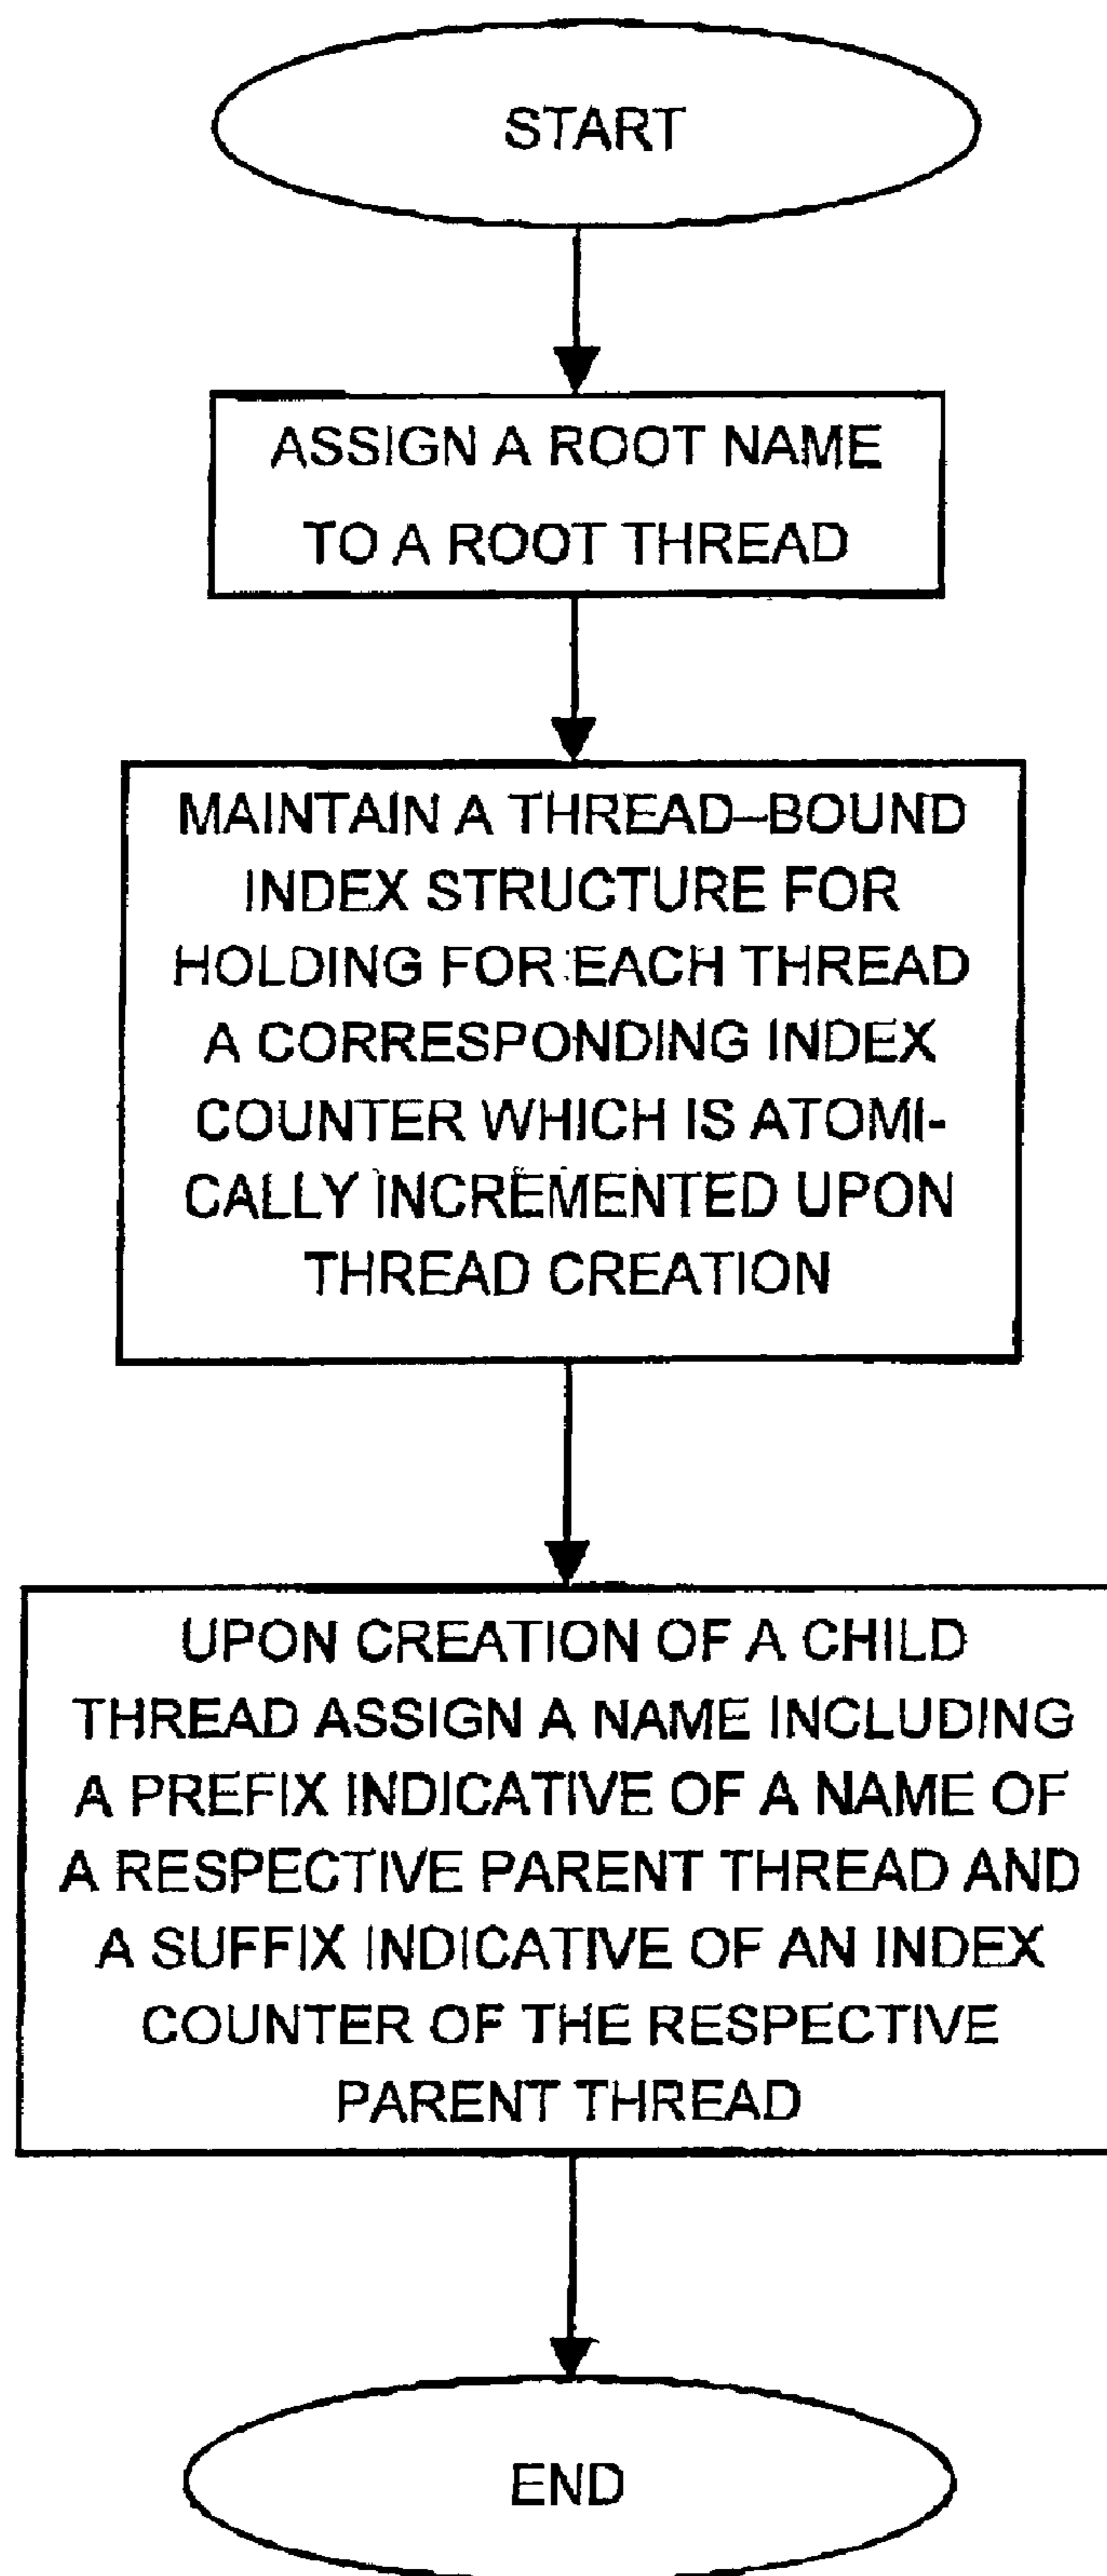 START
ASSIGN A ROOT NAME
TO A ROOT THREAD
MAINTAIN A THREAD–BOUND
INDEX STRUCTURE FOR
HOLDING FOR EACH THREAD
A CORRESPONDING INDEX
COUNTER WHICH IS ATOMI-
CALLY INCREMENTED UPON
THREAD CREATION
UPON CREATION OF A CHILD
THREAD ASSIGN A NAME INCLUDING
A PREFIX INDICATIVE OF A NAME OF
A RESPECTIVE PARENT THREAD AND
A SUFFIX INDICATIVE OF AN INDEX
COUNTER OF THE RESPECTIVE
PARENT THREAD
END